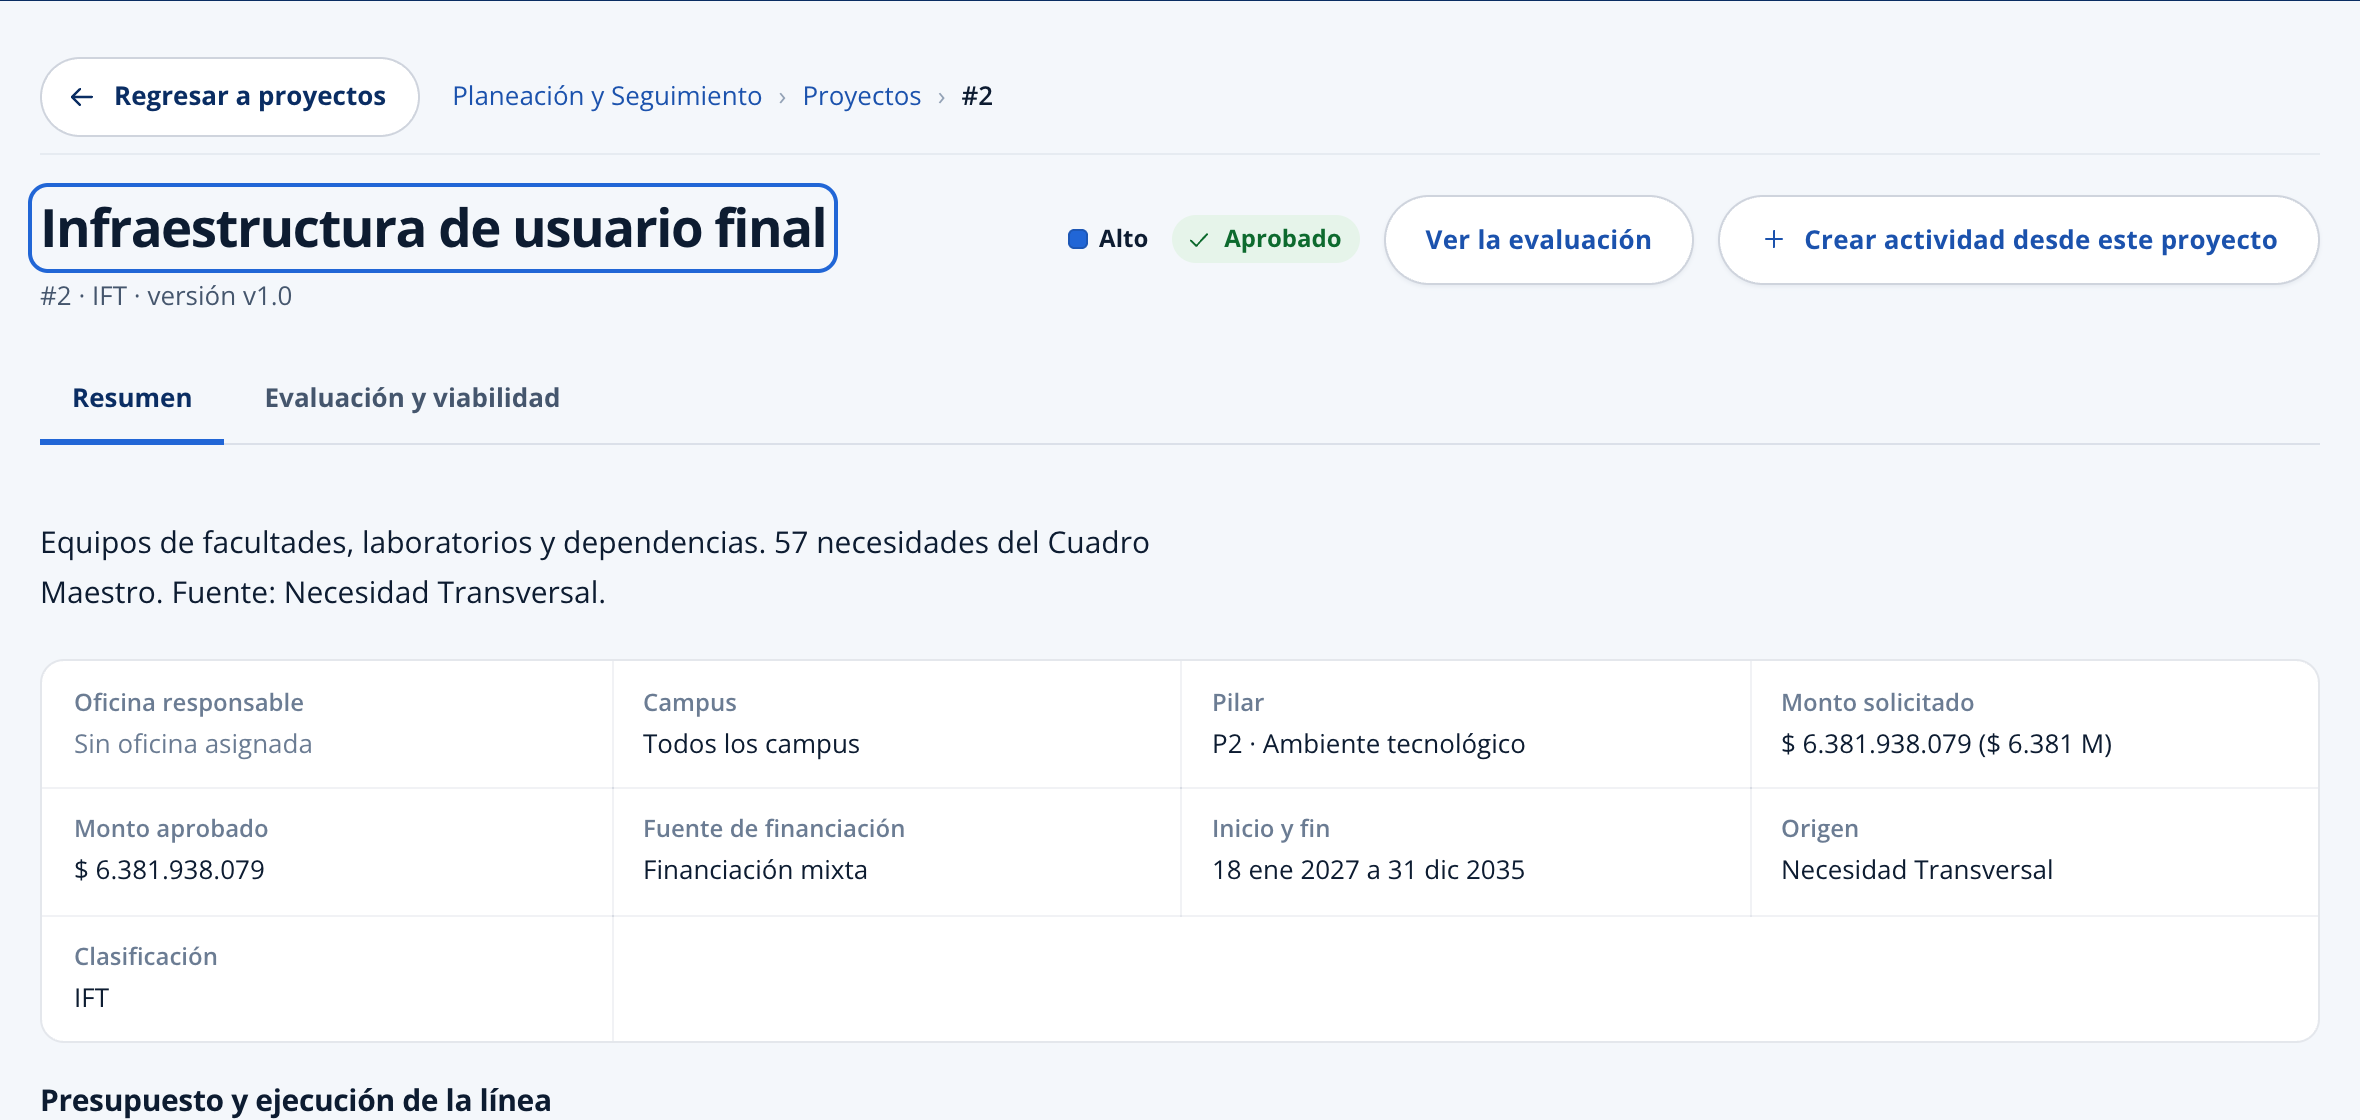 Regresar a proyectos
Planeación y Seguimiento › Proyectos › #2
Infraestructura de usuario final
Alto
Aprobado
Ver la evaluación
+ Crear actividad desde este proyecto
#2 · IFT · versión v1.0
Resumen
Evaluación y viabilidad
Equipos de facultades, laboratorios y dependencias. 57 necesidades del Cuadro
Maestro. Fuente: Necesidad Transversal.
Oficina responsable
Sin oficina asignada
Campus
Todos los campus
Pilar
P2 · Ambiente tecnológico
Monto solicitado
$ 6.381.938.079 ($ 6.381 M)
Monto aprobado
$ 6.381.938.079
Fuente de financiación
Financiación mixta
Inicio y fin
18 ene 2027 a 31 dic 2035
Origen
Necesidad Transversal
Clasificación
IFT
Presupuesto y ejecución de la línea